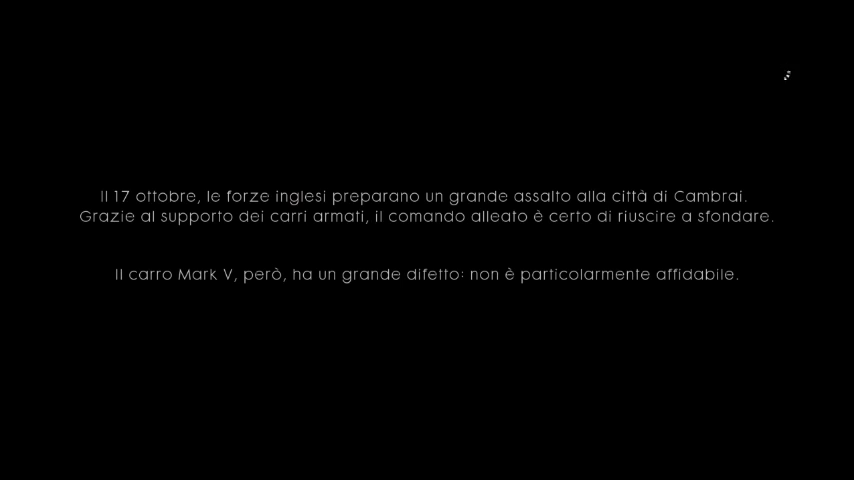 Il 17 ottobre, le forze inglesi preparano un grande assalto alla città di Cambrai.
Grazie al supporto dei carri armati, il comando alleato è certo di riuscire a sfondare.
Il carro Mark V, però, ha un grande difetto: non è particolarmente affidabile.